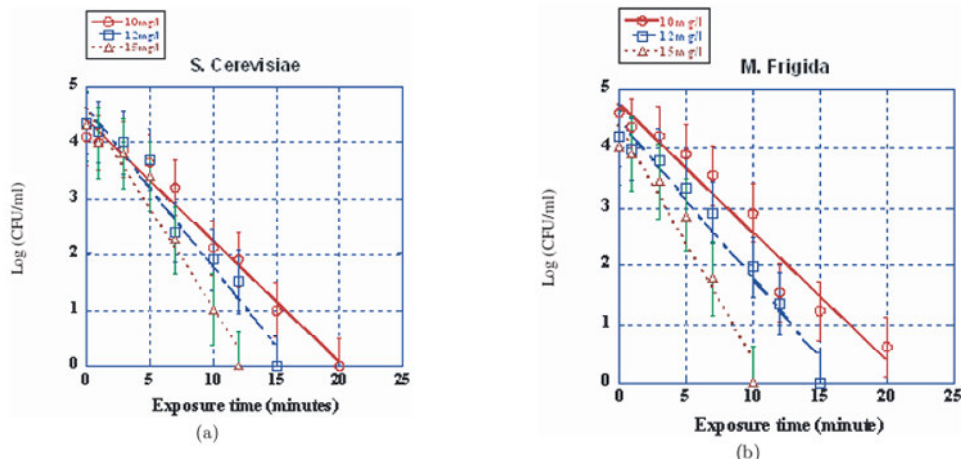 10mg/l
12mg/l
15mg/l
S. Cerevisiae
Log (CFU/ml)
5
4
3
2
1
0
0 5 10 15 20 25
Exposure time (minutes)
(a)
10mg/l
12mg/l
15mg/l
M. Frigida
Log (CFU/ml)
5
4
3
2
1
0
0 5 10 15 20 25
Exposure time (minute)
(b)